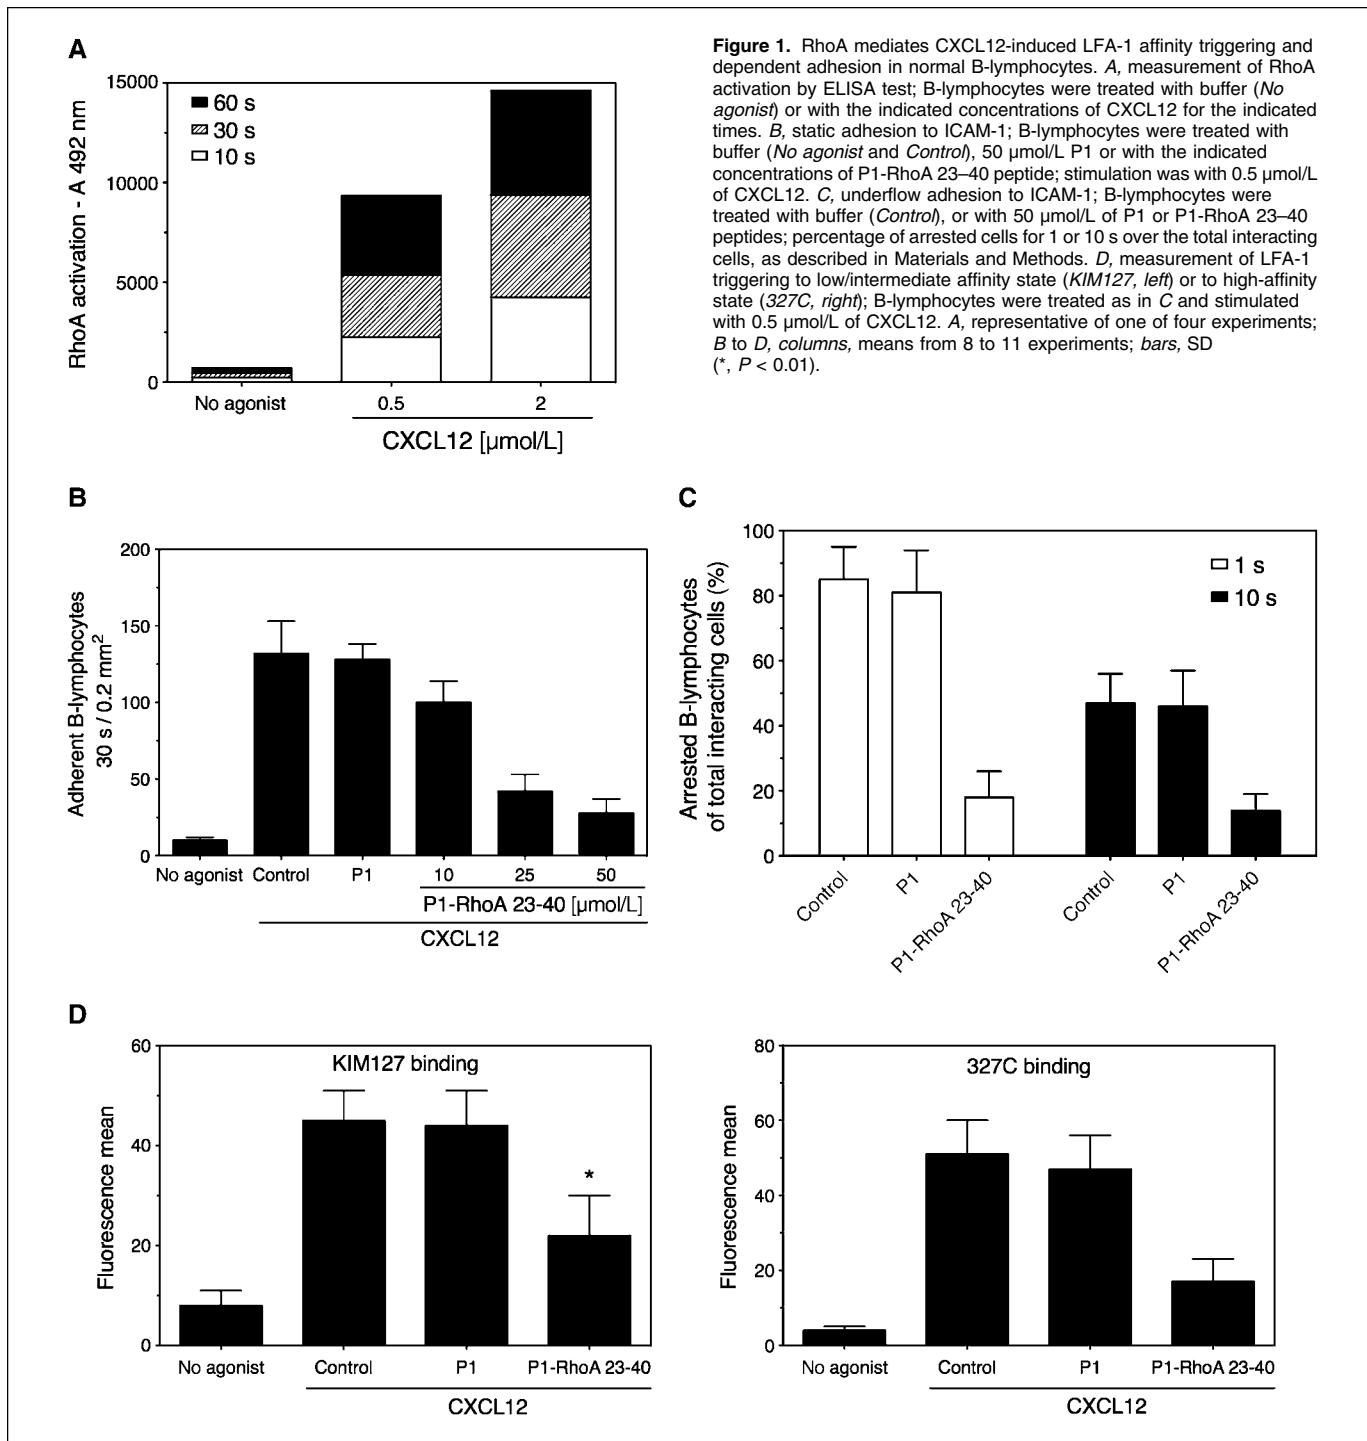 A
15000
10000
5000
0
RhoA activation - A 492 nm
60 s
30 s
10 s
No agonist
0.5
2
CXCL12 [µmol/L]
Figure 1. RhoA mediates CXCL12-induced LFA-1 affinity triggering and
dependent adhesion in normal B-lymphocytes. A, measurement of RhoA
activation by ELISA test; B-lymphocytes were treated with buffer (No
agonist) or with the indicated concentrations of CXCL12 for the indicated
times. B, static adhesion to ICAM-1; B-lymphocytes were treated with
buffer (No agonist and Control), 50 µmol/L P1 or with the indicated
concentrations of P1-RhoA 23–40 peptide; stimulation was with 0.5 µmol/L
of CXCL12. C, underflow adhesion to ICAM-1; B-lymphocytes were
treated with buffer (Control), or with 50 µmol/L of P1 or P1-RhoA 23–40
peptides; percentage of arrested cells for 1 or 10 s over the total interacting
cells, as described in Materials and Methods. D, measurement of LFA-1
triggering to low/intermediate affinity state (KIM127, left) or to high-affinity
state (327C, right); B-lymphocytes were treated as in C and stimulated
with 0.5 µmol/L of CXCL12. A, representative of one of four experiments;
B to D, columns, means from 8 to 11 experiments; bars, SD
(*, P < 0.01).
B
200
150
100
50
0
Adherent B-lymphocytes
30 s / 0.2 mm²
No agonist
Control
P1
10
25
50
P1-RhoA 23-40 [µmol/L]
CXCL12
C
100
80
60
40
20
0
Arrested B-lymphocytes
of total interacting cells (%)
1 s
10 s
Control
P1
P1-RhoA 23-40
Control
P1
P1-RhoA 23-40
D
60
40
20
0
Fluorescence mean
KIM127 binding
*
No agonist
Control
P1
P1-RhoA 23-40
CXCL12
80
60
40
20
0
Fluorescence mean
327C binding
No agonist
Control
P1
P1-RhoA 23-40
CXCL12